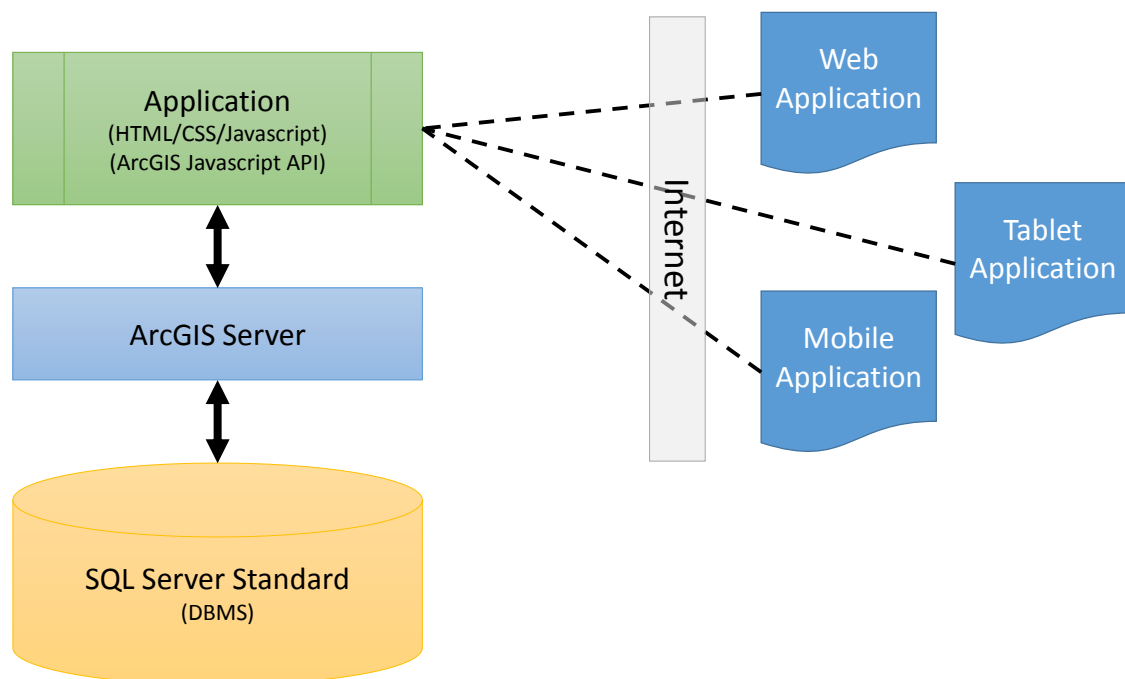 Application
(HTML/CSS/Javascript)
(ArcGIS Javascript API)
ArcGIS Server
SQL Server Standard
(DBMS)
Internet
Web
Application
Tablet
Application
Mobile
Application